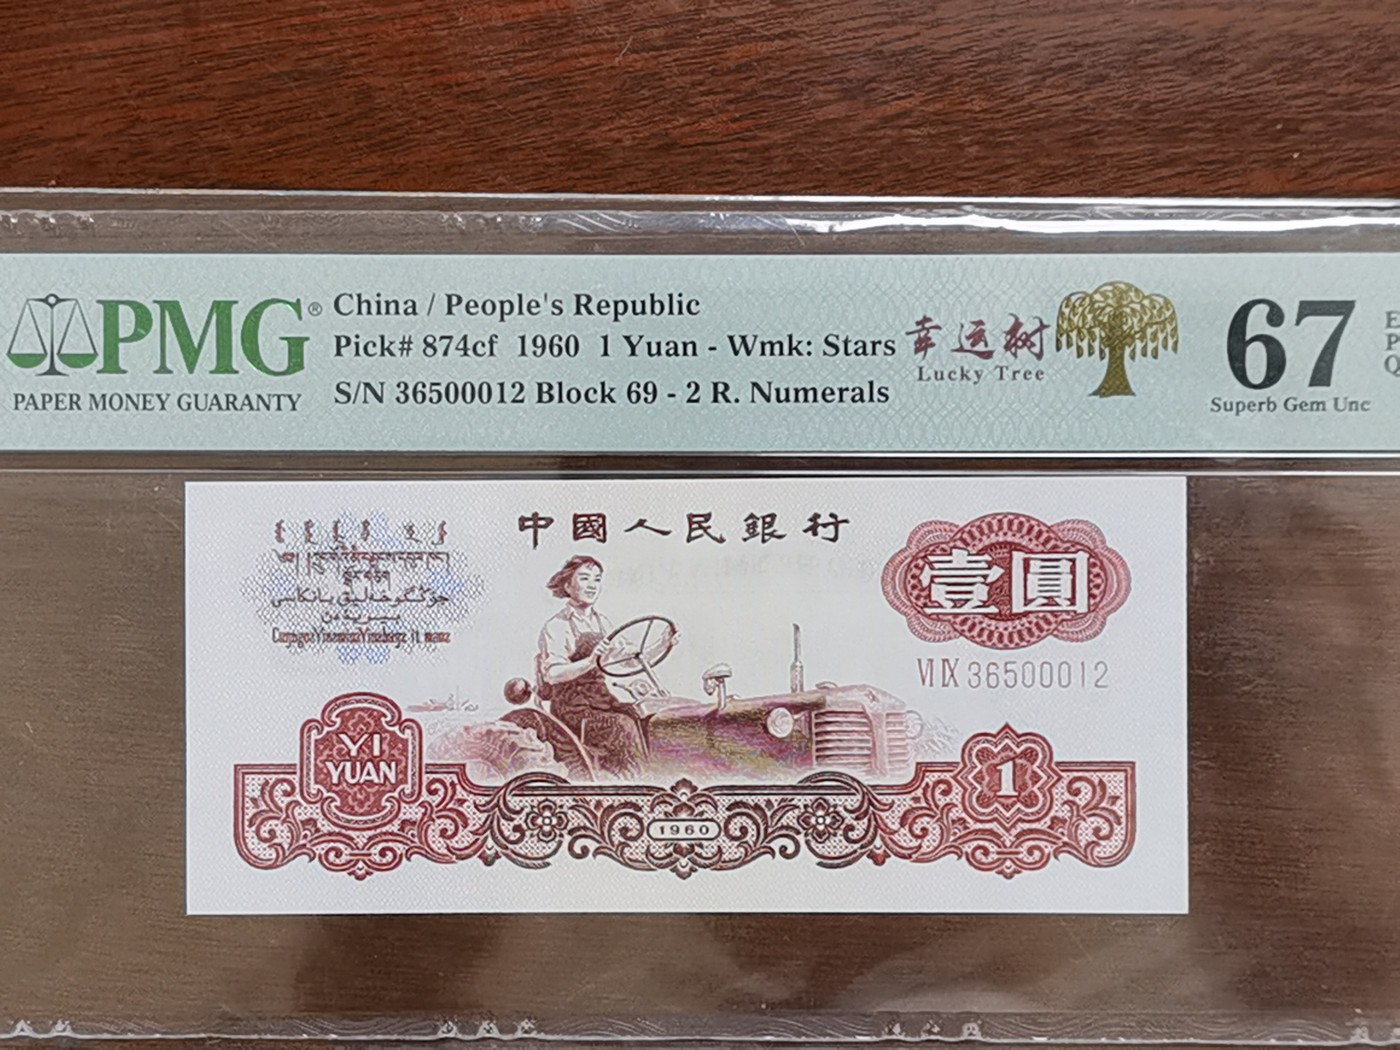 PMG®
PAPER MONEY GUARANTY
China / People's Republic
Pick# 874cf 1960 1 Yuan - Wmk: Stars
S/N 36500012 Block 69 - 2 R. Numerals
幸运树
Lucky Tree
67
Superb Gem Unc
E
P
Q
中國人民銀行
壹圓
VI IX 36500012
YI
YUAN
1960
1